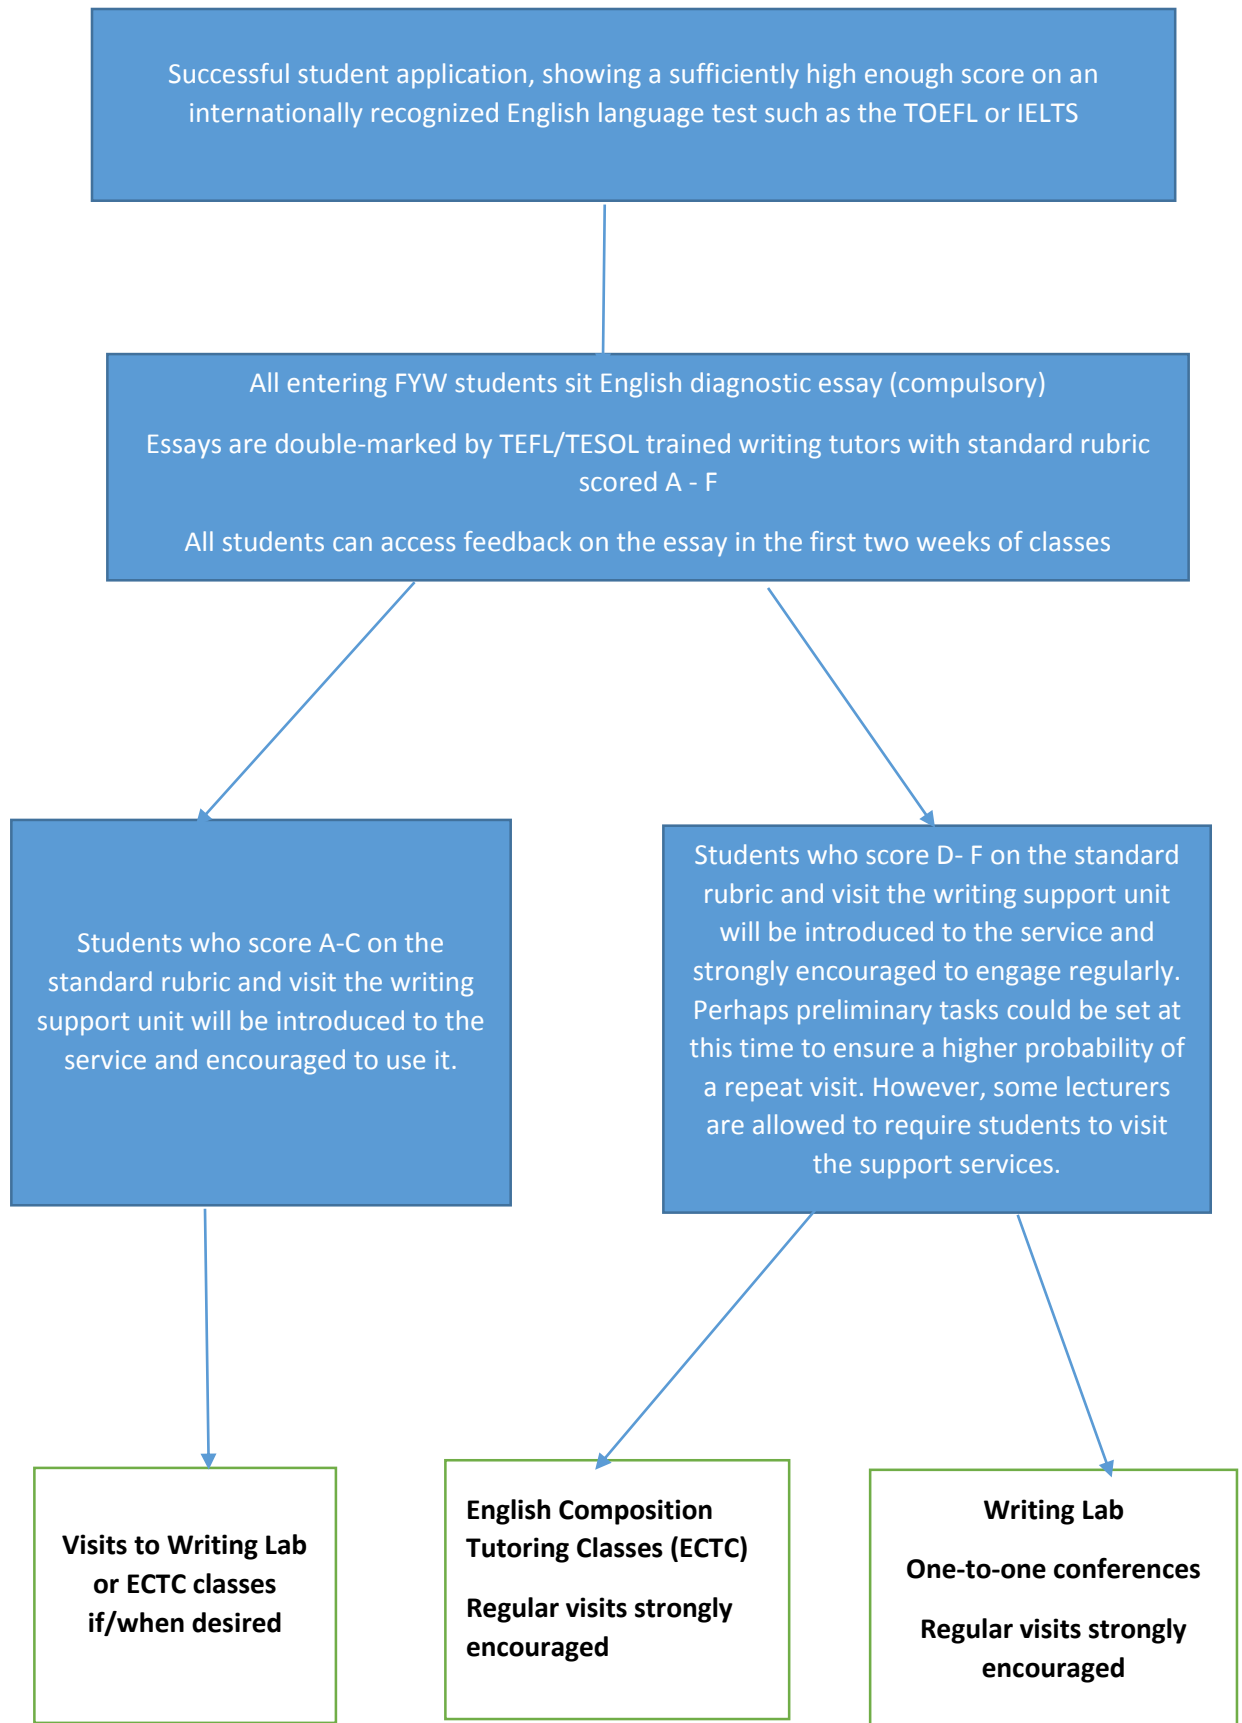 Successful student application, showing a sufficiently high enough score on an
internationally recognized English language test such as the TOEFL or IELTS
All entering FYW students sit English diagnostic essay (compulsory)
Essays are double-marked by TEFL/TESOL trained writing tutors with standard rubric
scored A - F
All students can access feedback on the essay in the first two weeks of classes
Students who score A-C on the
standard rubric and visit the writing
support unit will be introduced to the
service and encouraged to use it.
Students who score D- F on the standard
rubric and visit the writing support unit
will be introduced to the service and
strongly encouraged to engage regularly.
Perhaps preliminary tasks could be set at
this time to ensure a higher probability of
a repeat visit. However, some lecturers
are allowed to require students to visit
the support services.
Visits to Writing Lab
or ECTC classes
if/when desired
English Composition
Tutoring Classes (ECTC)
Regular visits strongly
encouraged
Writing Lab
One-to-one conferences
Regular visits strongly
encouraged